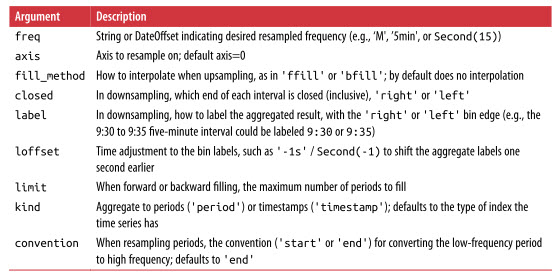 Argument Description
freq String or DateOffset indicating desired resampled frequency (e.g., ‘M’, ’5min’, or Second(15))
axis Axis to resample on; default axis=0
fill_method How to interpolate when upsampling, as in 'ffill' or 'bfill'; by default does no interpolation
closed In downsampling, which end of each interval is closed (inclusive), 'right' or 'left'
label In downsampling, how to label the aggregated result, with the 'right' or 'left' bin edge (e.g., the
9:30 to 9:35 five-minute interval could be labeled 9:30 or 9:35)
loffset Time adjustment to the bin labels, such as '-1s' / Second(-1) to shift the aggregate labels one
second earlier
limit When forward or backward filling, the maximum number of periods to fill
kind Aggregate to periods ('period') or timestamps ('timestamp'); defaults to the type of index the
time series has
convention When resampling periods, the convention ('start' or 'end') for converting the low-frequency period
to high frequency; defaults to 'end'